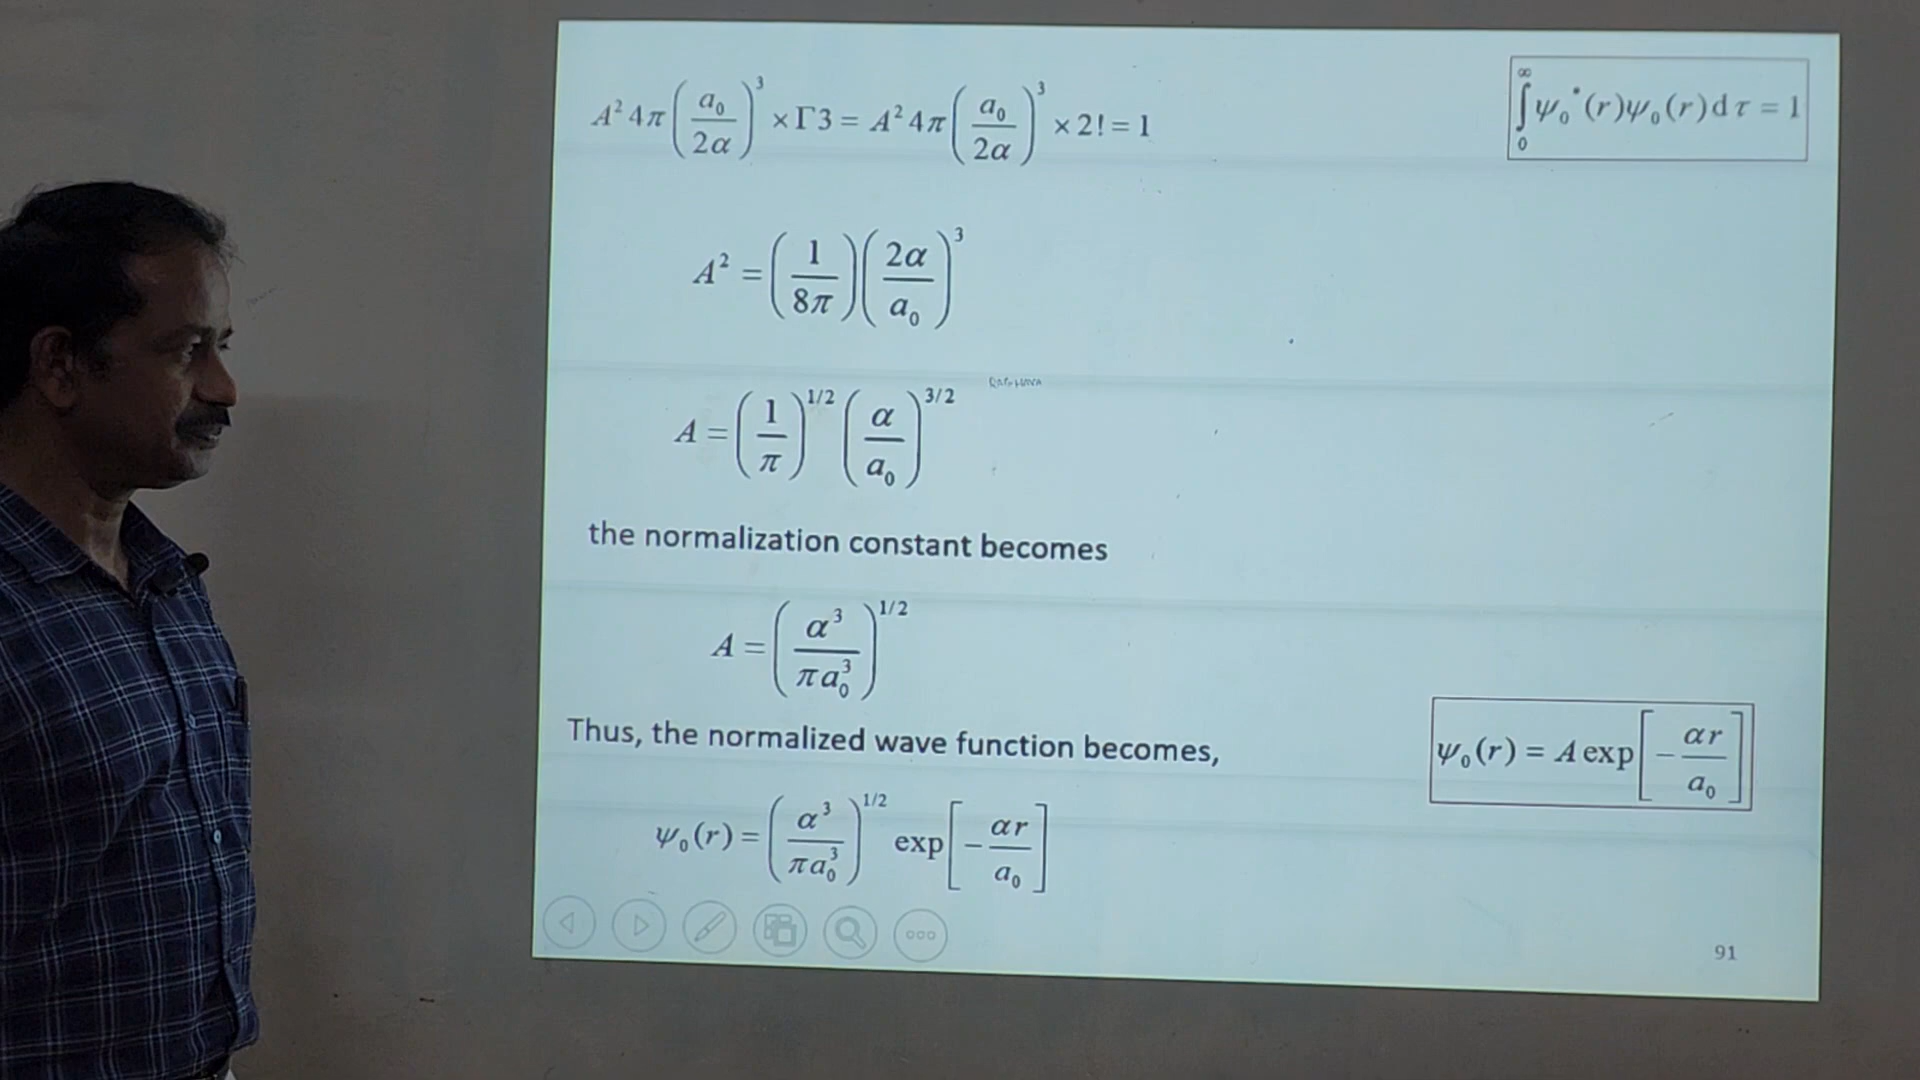 A² 4π (a₀/2α)³ × Γ3 = A² 4π (a₀/2α)³ × 2! = 1
∫₀^∞ ψ₀*(r)ψ₀(r)dτ = 1
A² = (1/8π)(2α/a₀)³
A = (1/π)^1/2 (α/a₀)^3/2
the normalization constant becomes
A = (α³/πa₀³)^1/2
Thus, the normalized wave function becomes,
ψ₀(r) = A exp[−αr/a₀]
ψ₀(r) = (α³/πa₀³)^1/2 exp[−αr/a₀]
91